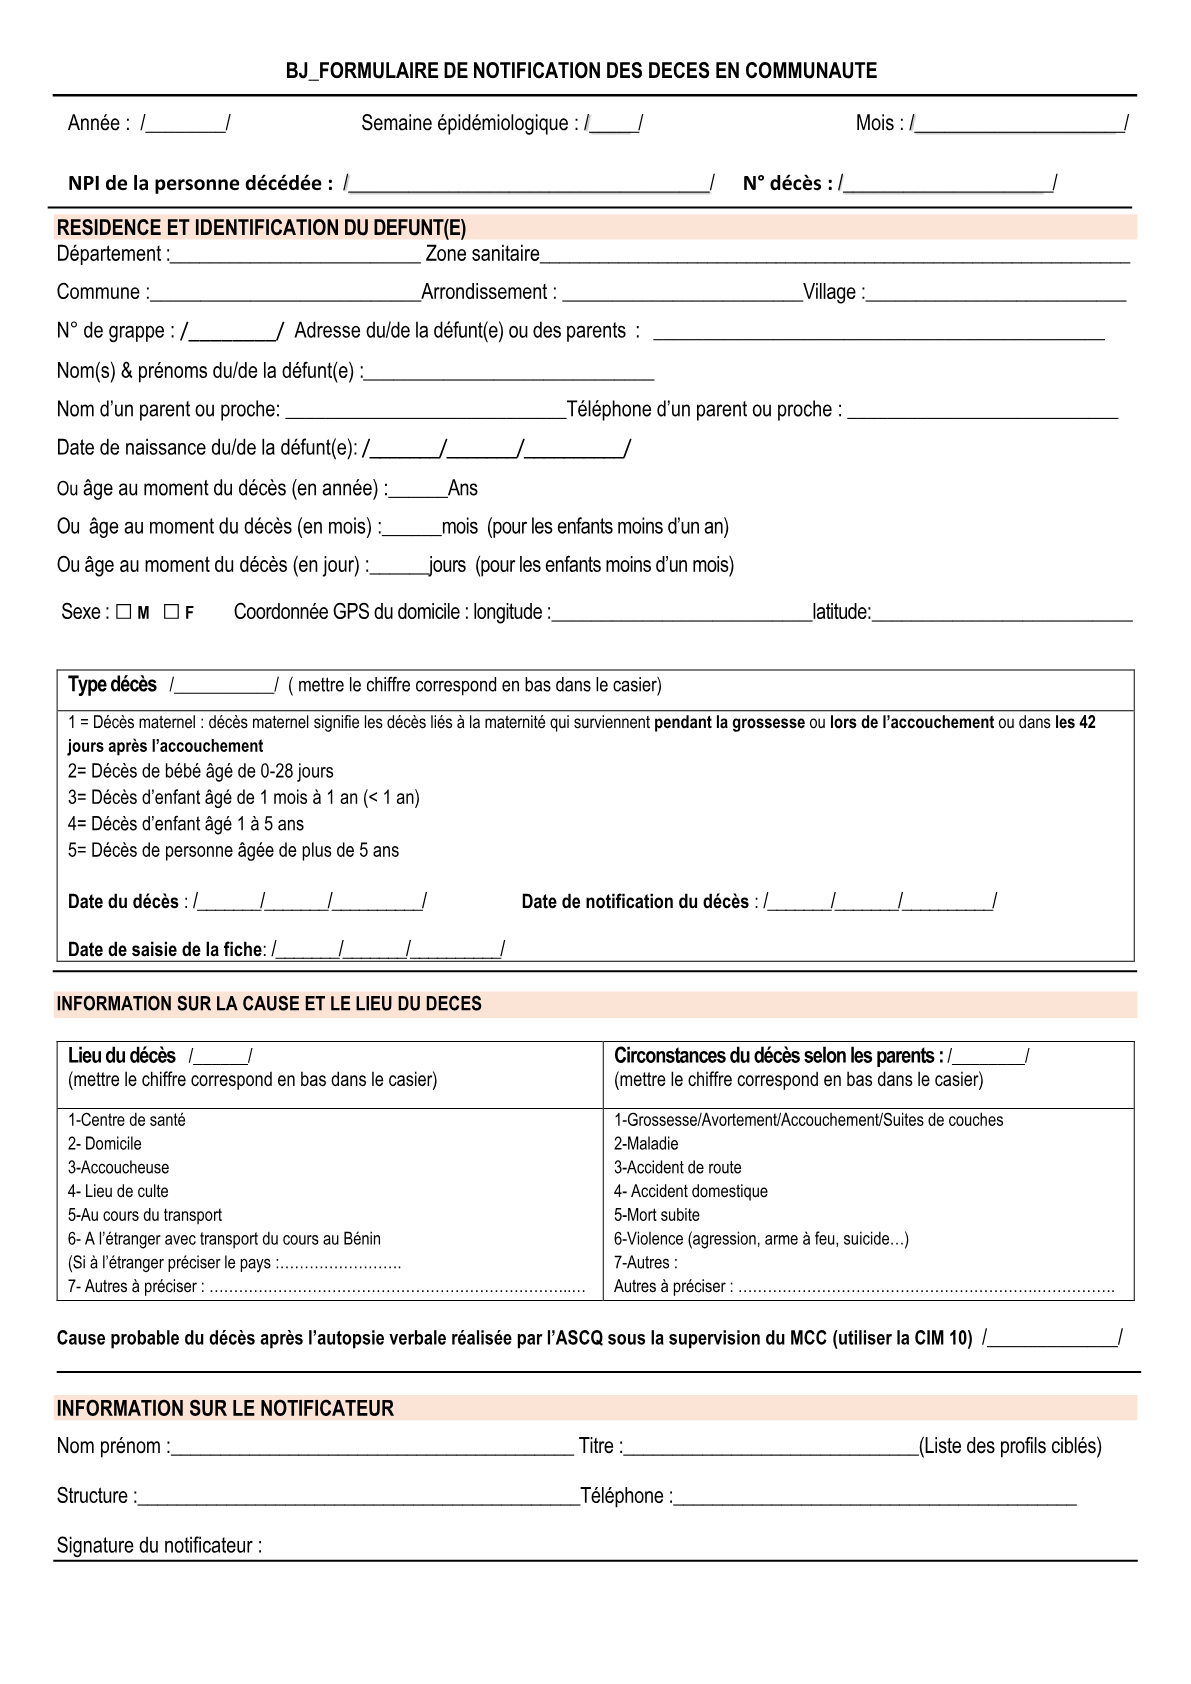 BJ_FORMULAIRE DE NOTIFICATION DES DECES EN COMMUNAUTE
Année : /________/ Semaine épidémiologique : /_____/ Mois : /_____________________/
NPI de la personne décédée : /____________________________________/ N° décès : /_____________________/
RESIDENCE ET IDENTIFICATION DU DEFUNT(E)
Département :_________________________ Zone sanitaire___________________________________________________________
Commune :___________________________Arrondissement : ________________________Village :__________________________
N° de grappe : /_________/ Adresse du/de la défunt(e) ou des parents : _____________________________________________
Nom(s) & prénoms du/de la défunt(e) :_____________________________
Nom d’un parent ou proche: ____________________________Téléphone d’un parent ou proche : ___________________________
Date de naissance du/de la défunt(e): /_______/_______/__________/
Ou âge au moment du décès (en année) :______Ans
Ou âge au moment du décès (en mois) :______mois (pour les enfants moins d’un an)
Ou âge au moment du décès (en jour) :______jours (pour les enfants moins d’un mois)
Sexe : ☐ M ☐ F Coordonnée GPS du domicile : longitude :__________________________latitude:__________________________
Type décès /___________/ ( mettre le chiffre correspond en bas dans le casier)
1 = Décès maternel : décès maternel signifie les décès liés à la maternité qui surviennent pendant la grossesse ou lors de l’accouchement ou dans les 42
jours après l’accouchement
2= Décès de bébé âgé de 0-28 jours
3= Décès d’enfant âgé de 1 mois à 1 an (< 1 an)
4= Décès d’enfant âgé 1 à 5 ans
5= Décès de personne âgée de plus de 5 ans
Date du décès : /_______/_______/__________/ Date de notification du décès : /_______/_______/__________/
Date de saisie de la fiche: /_______/_______/__________/
INFORMATION SUR LA CAUSE ET LE LIEU DU DECES
Lieu du décès /______/
(mettre le chiffre correspond en bas dans le casier)
1-Centre de santé
2- Domicile
3-Accoucheuse
4- Lieu de culte
5-Au cours du transport
6- A l’étranger avec transport du cours au Bénin
(Si à l’étranger préciser le pays :…………………….
7- Autres à préciser : …………………………………………………………………..…
Circonstances du décès selon les parents : /________/
(mettre le chiffre correspond en bas dans le casier)
1-Grossesse/Avortement/Accouchement/Suites de couches
2-Maladie
3-Accident de route
4- Accident domestique
5-Mort subite
6-Violence (agression, arme à feu, suicide…)
7-Autres :
Autres à préciser : ……………………………………………………….…………….
Cause probable du décès après l’autopsie verbale réalisée par l’ASCQ sous la supervision du MCC (utiliser la CIM 10) /_____________/
INFORMATION SUR LE NOTIFICATEUR
Nom prénom :_________________________________________ Titre :______________________________(Liste des profils ciblés)
Structure :_____________________________________________Téléphone :_________________________________________
Signature du notificateur :